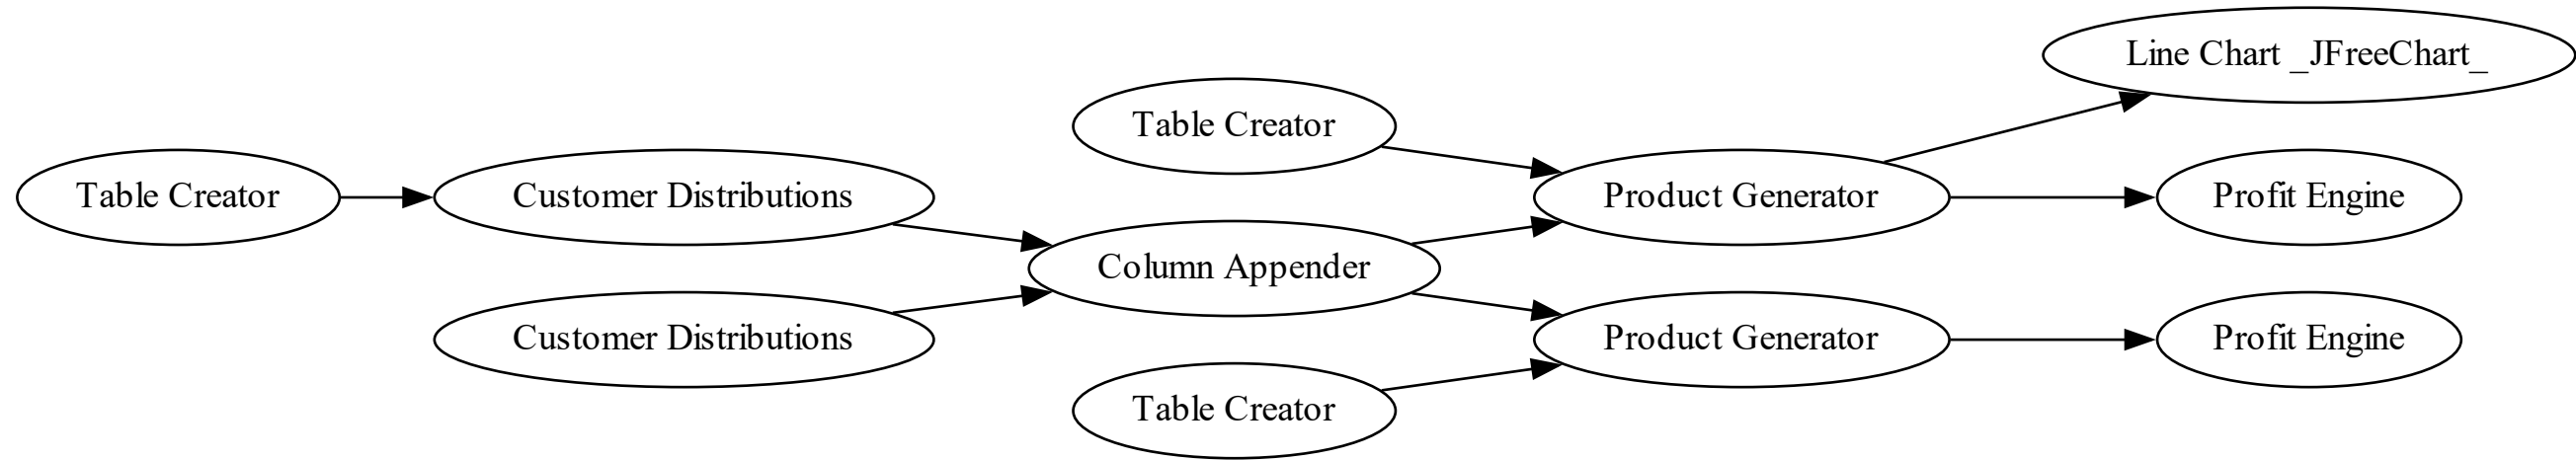 Line Chart _JFreeChart_
Table Creator
Table Creator
Customer Distributions
Product Generator
Profit Engine
Column Appender
Customer Distributions
Product Generator
Profit Engine
Table Creator